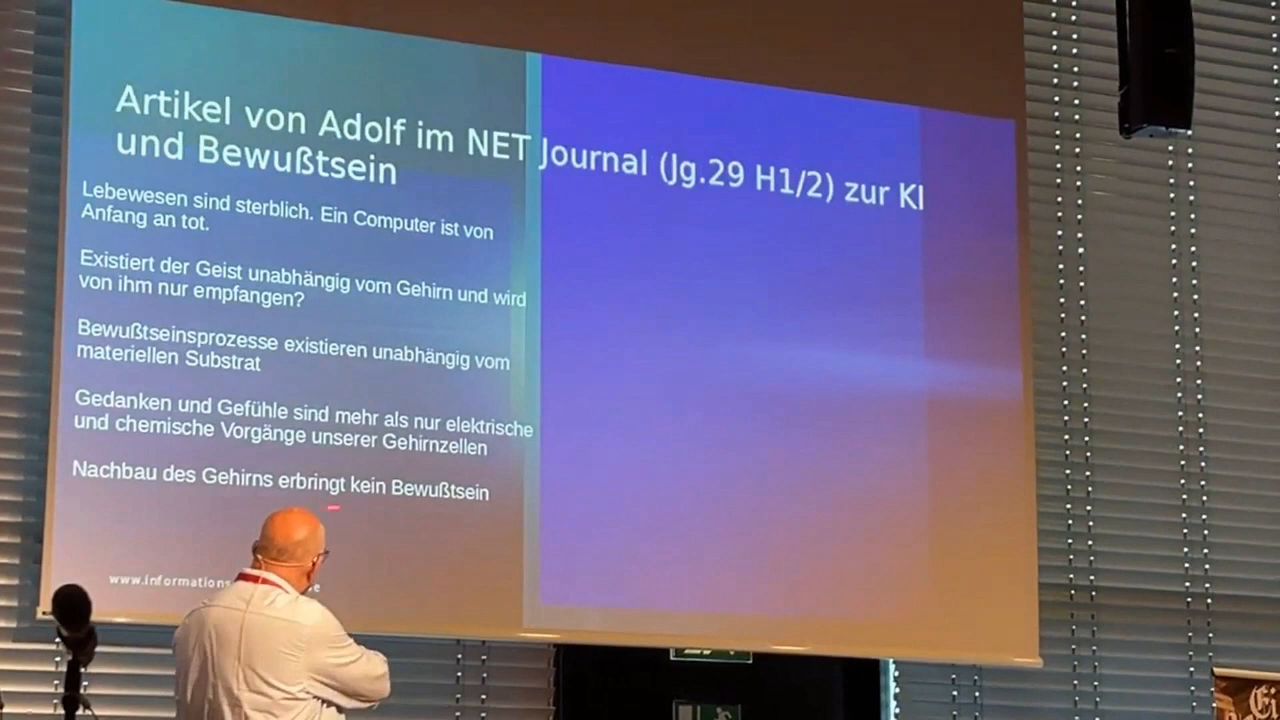 Artikel von Adolf im NET Journal (Jg.29 H1/2) zur KI
und Bewußtsein
Lebewesen sind sterblich. Ein Computer ist von
Anfang an tot.
Existiert der Geist unabhängig vom Gehirn und wird
von ihm nur empfangen?
Bewußtseinsprozesse existieren unabhängig vom
materiellen Substrat
Gedanken und Gefühle sind mehr als nur elektrische
und chemische Vorgänge unserer Gehirnzellen
Nachbau des Gehirns erbringt kein Bewußtsein